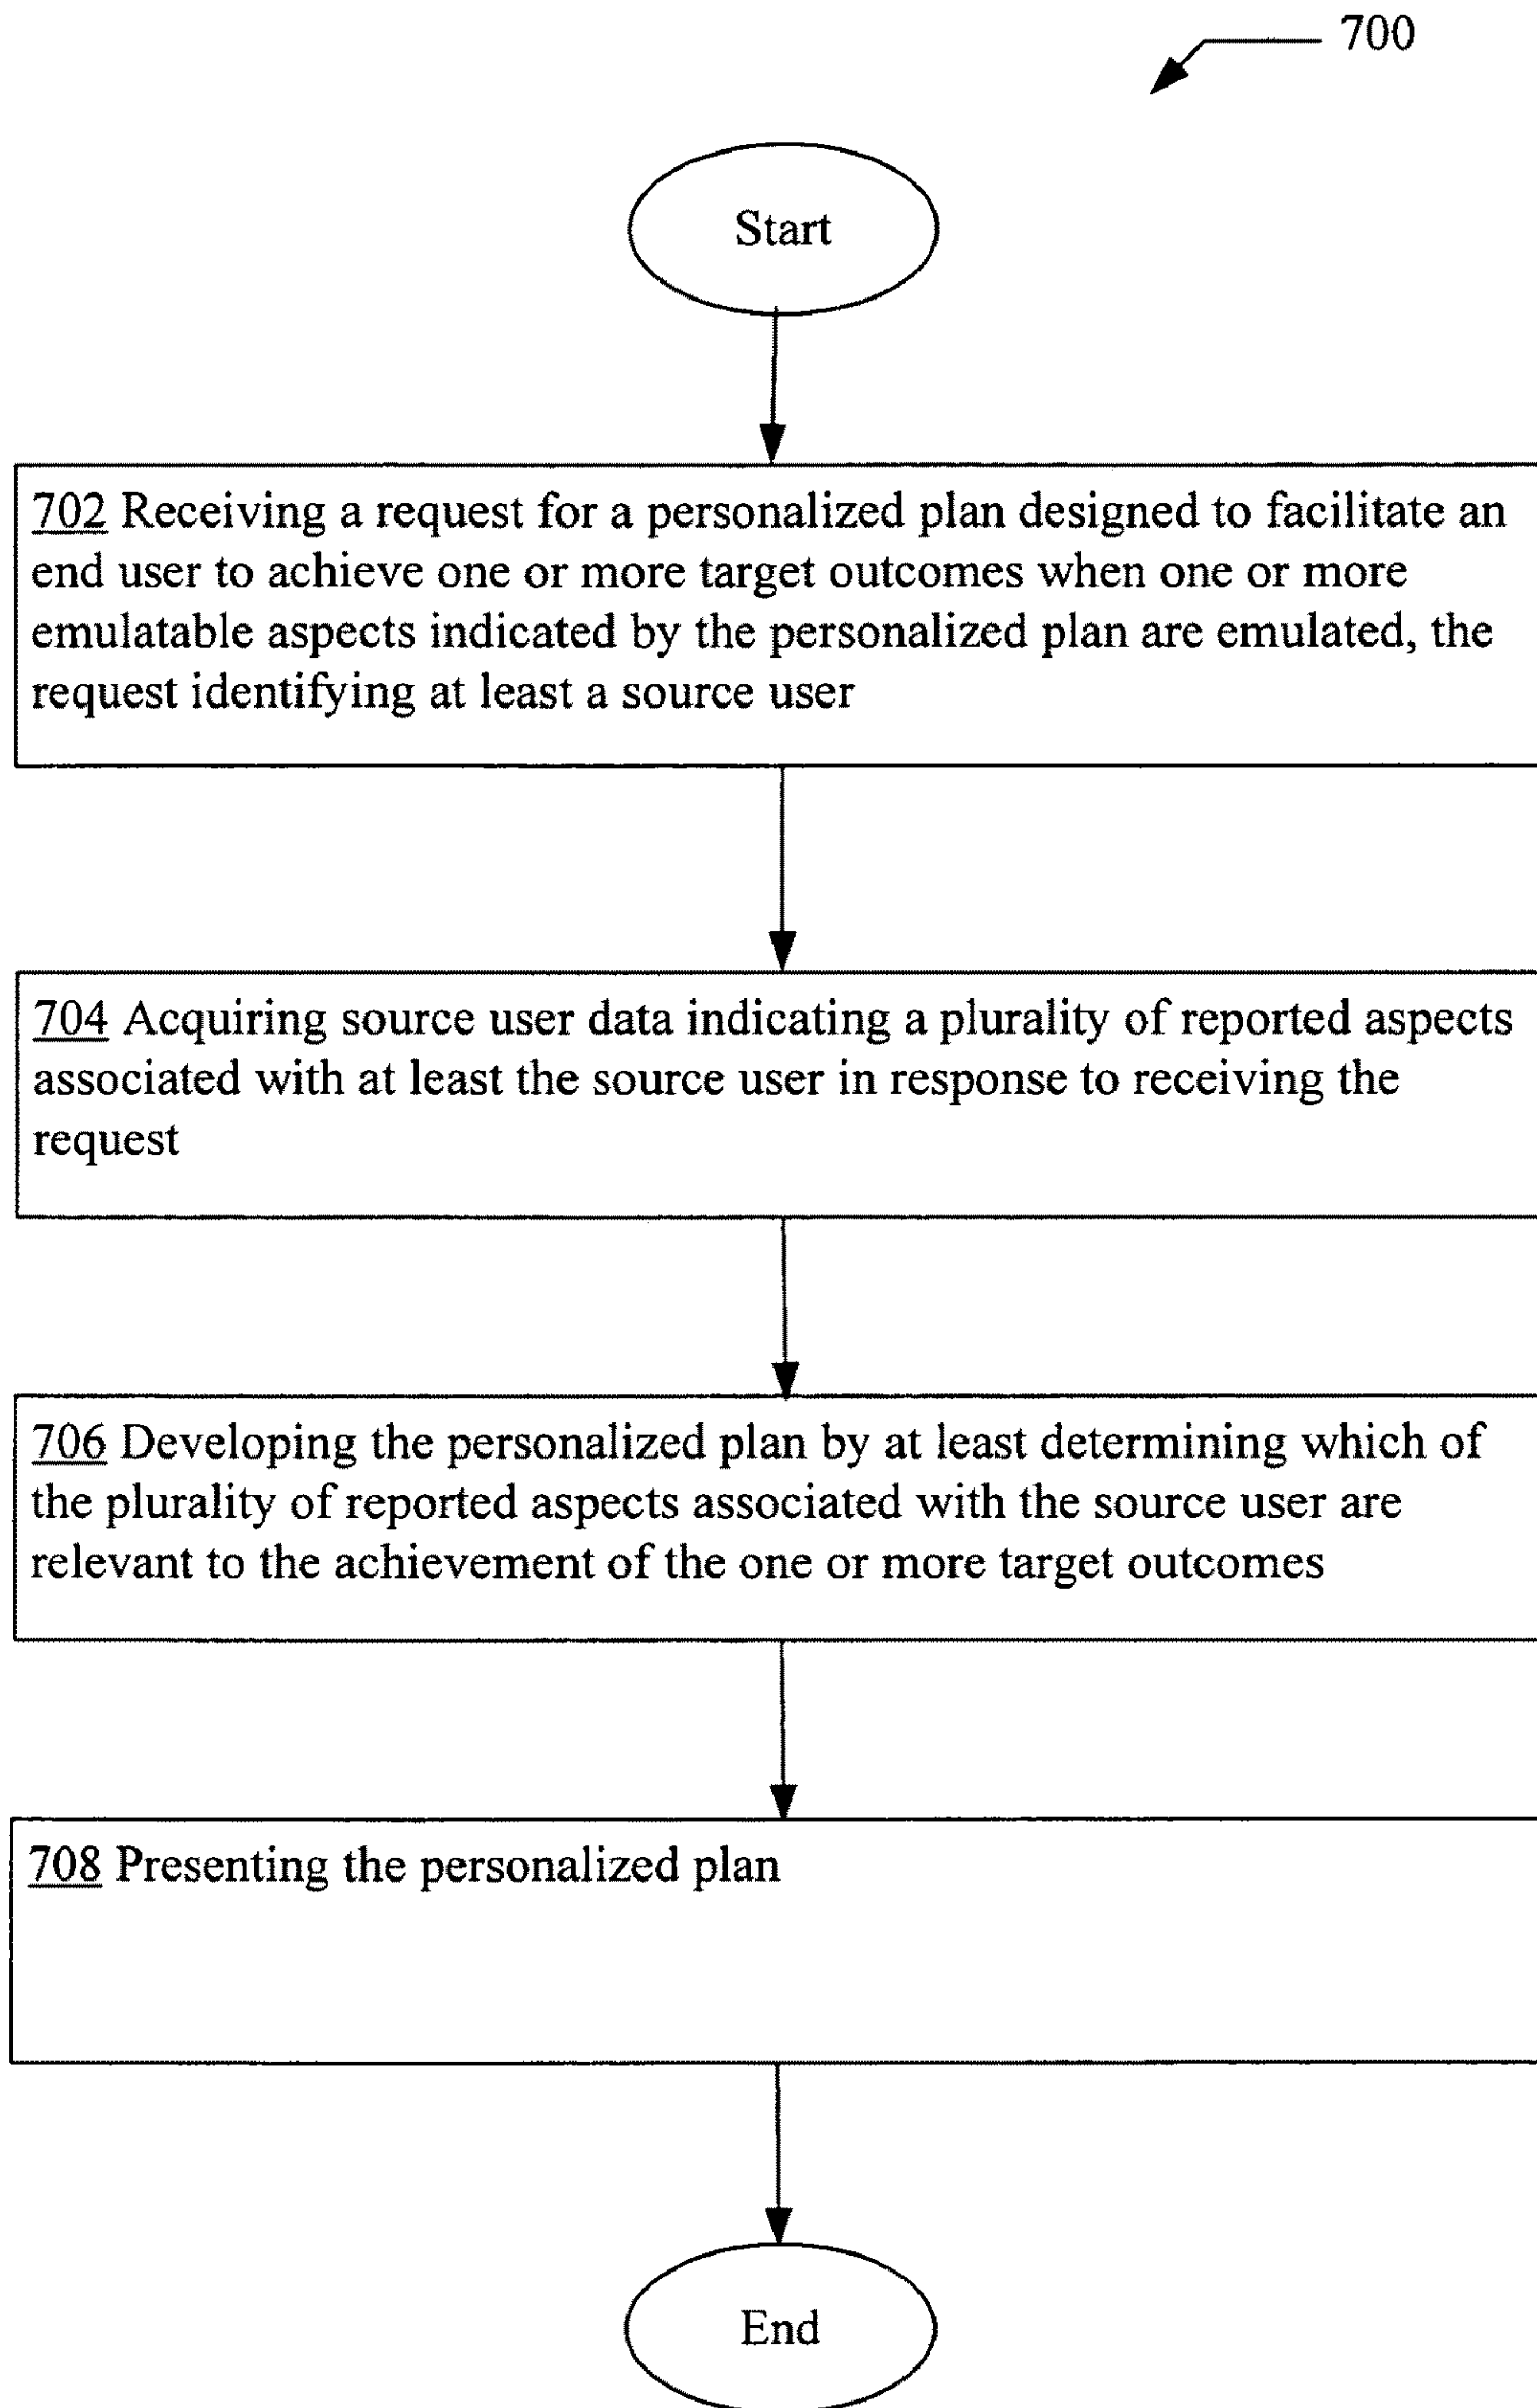 700
Start
702 Receiving a request for a personalized plan designed to facilitate an
end user to achieve one or more target outcomes when one or more
emulatable aspects indicated by the personalized plan are emulated, the
request identifying at least a source user
704 Acquiring source user data indicating a plurality of reported aspects
associated with at least the source user in response to receiving the
request
706 Developing the personalized plan by at least determining which of
the plurality of reported aspects associated with the source user are
relevant to the achievement of the one or more target outcomes
708 Presenting the personalized plan
End